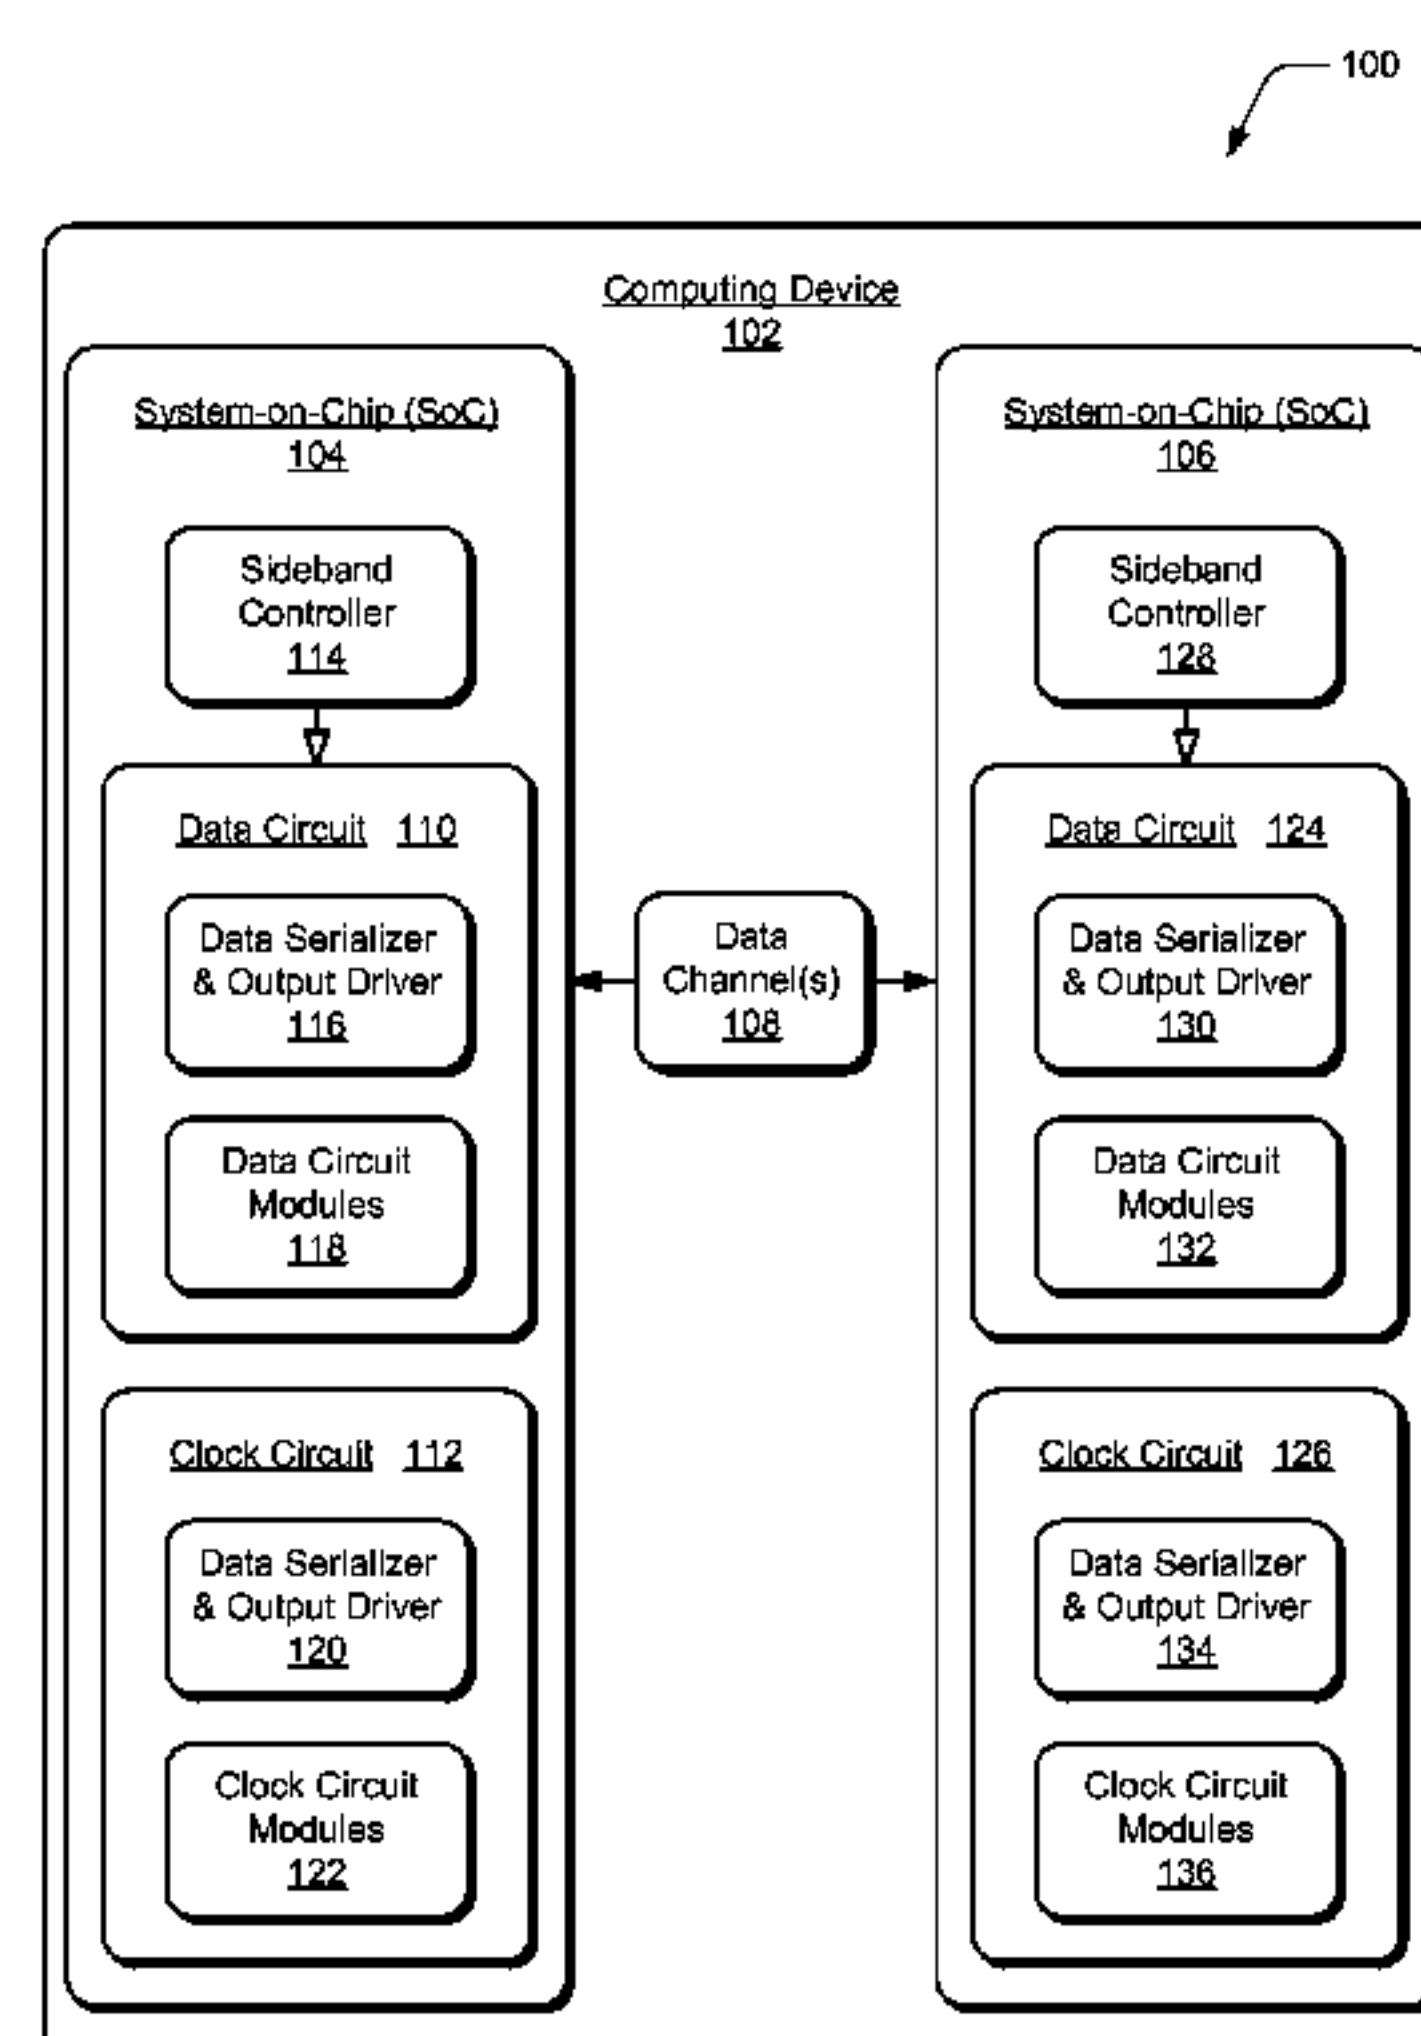 100
Computing Device
102
System-on-Chip (SoC)
104
Sideband
Controller
114
Data Circuit 110
Data Serializer
& Output Driver
116
Data Circuit
Modules
118
Clock Circuit 112
Data Serializer
& Output Driver
120
Clock Circuit
Modules
122
Data
Channel(s)
108
System-on-Chip (SoC)
106
Sideband
Controller
128
Data Circuit 124
Data Serializer
& Output Driver
130
Data Circuit
Modules
132
Clock Circuit 126
Data Serializer
& Output Driver
134
Clock Circuit
Modules
136